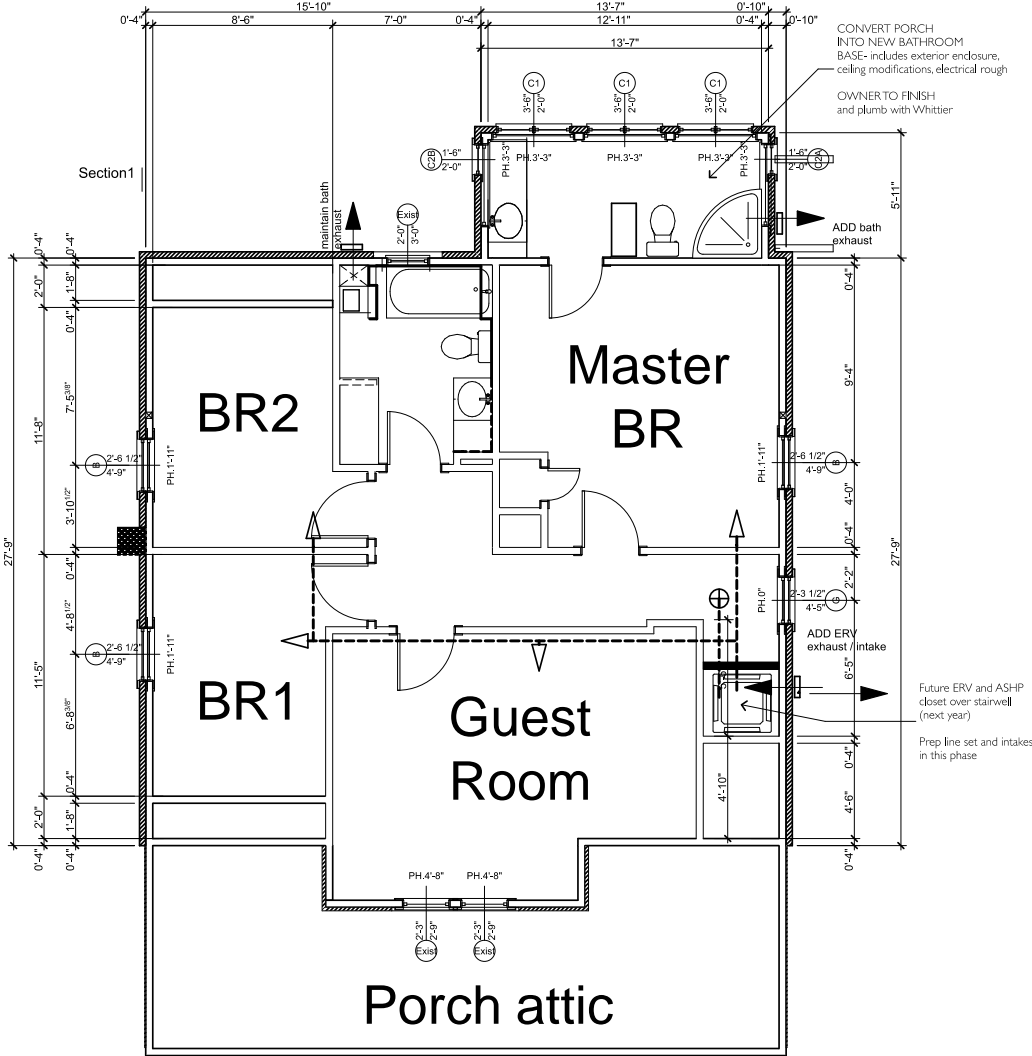 15'-10"
13'-7"
0'-10"
0'-4"
8'-6"
7'-0"
0'-4"
12'-11"
0'-4"
0'-10"
13'-7"
CONVERT PORCH
INTO NEW BATHROOM
BASE- includes exterior enclosure,
ceiling modifications, electrical rough
OWNER TO FINISH
and plumb with Whittier
C1
3'-6"
2'-0"
C1
3'-6"
2'-0"
C1
3'-6"
2'-0"
C2B
1'-6"
2'-0"
PH.3'-3"
PH.3'-3"
PH.3'-3"
PH.3'-3"
PH.3'-3"
1'-6"
2'-0"
C2A
5'-11"
Section1
maintain bath
exhaust
Exist
2'-0"
3'-0"
ADD bath
exhaust
0'-4"
0'-4"
2'-0"
1'-8"
0'-4"
7'-5 3/8"
11'-8"
3'-10 1/2"
27'-9"
0'-4"
4'-8 1/2"
11'-5"
6'-8 3/8"
0'-4"
2'-0"
1'-8"
0'-4"
0'-4"
B
2'-6 1/2"
4'-9"
PH.1'-11"
B
2'-6 1/2"
4'-9"
PH.1'-11"
BR2
Master
BR
PH.1'-11"
2'-6 1/2"
4'-9"
B
0'-4"
9'-4"
4'-0"
0'-4"
2'-2"
27'-9"
6'-5"
0'-4"
4'-6"
0'-4"
PH.0"
2'-3 1/2"
4'-5"
G
ADD ERV
exhaust / intake
BR1
Guest
Room
4'-10"
Future ERV and ASHP
closet over stairwell
(next year)
Prep line set and intakes
in this phase
PH.4'-8"
PH.4'-8"
2'-3"
2'-9"
Exist
2'-3"
2'-9"
Exist
Porch attic